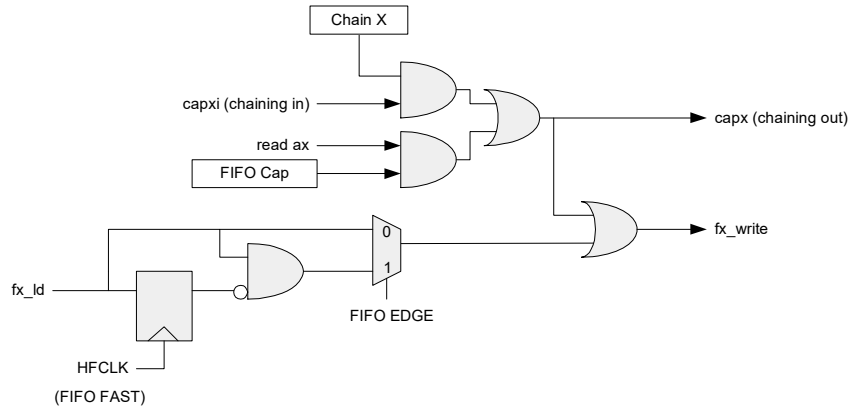 Chain X
capxi (chaining in)
capx (chaining out)
read ax
FIFO Cap
0
fx_write
1
fx_ld
FIFO EDGE
HFCLK
(FIFO FAST)